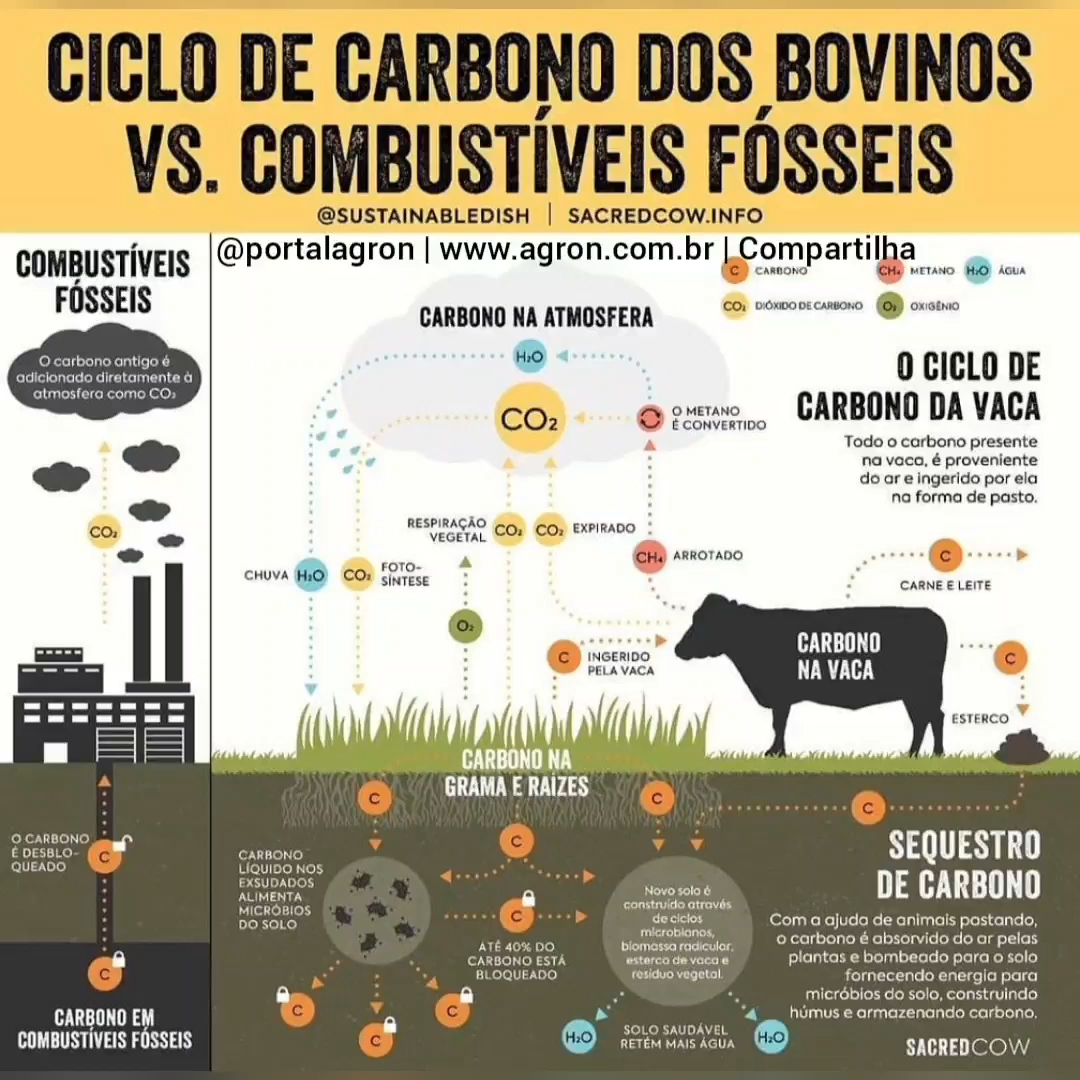 CICLO DE CARBONO DOS BOVINOS
VS. COMBUSTÍVEIS FÓSSEIS
@SUSTAINABLEDISH | SACREDCOW.INFO
@portalagron | www.agron.com.br | Compartilha
COMBUSTÍVEIS
FÓSSEIS
O carbono antigo é
adicionado diretamente à
atmosfera como CO₂
CO₂
O CARBONO
É DESBLO-
QUEADO
C
C
CARBONO EM
COMBUSTÍVEIS FÓSSEIS
C CARBONO
CH₄ METANO
H₂O ÁGUA
CO₂ DIÓXIDO DE CARBONO
O₂ OXIGÊNIO
CARBONO NA ATMOSFERA
H₂O
CO₂
O METANO
É CONVERTIDO
O CICLO DE
CARBONO DA VACA
Todo o carbono presente
na vaca, é proveniente
do ar e ingerido por ela
na forma de pasto.
RESPIRAÇÃO
VEGETAL
CO₂
CO₂
EXPIRADO
CH₄
ARROTADO
CHUVA
H₂O
CO₂
FOTO-
SÍNTESE
O₂
C
INGERIDO
PELA VACA
C
CARNE E LEITE
CARBONO
NA VACA
C
ESTERCO
CARBONO NA
GRAMA E RAÍZES
C
C
C
C
CARBONO
LÍQUIDO NOS
EXSUDADOS
ALIMENTA
MICRÓBIOS
DO SOLO
C
ATÉ 40% DO
CARBONO ESTÁ
BLOQUEADO
Novo solo é
construído através
de ciclos
microbianos,
biomassa radicular,
esterco de vaca e
resíduo vegetal.
C
C
C
H₂O
SOLO SAUDÁVEL
RETÉM MAIS ÁGUA
H₂O
SEQUESTRO
DE CARBONO
Com a ajuda de animais pastando,
o carbono é absorvido do ar pelas
plantas e bombeado para o solo
fornecendo energia para
micróbios do solo, construindo
húmus e armazenando carbono.
SACREDCOW